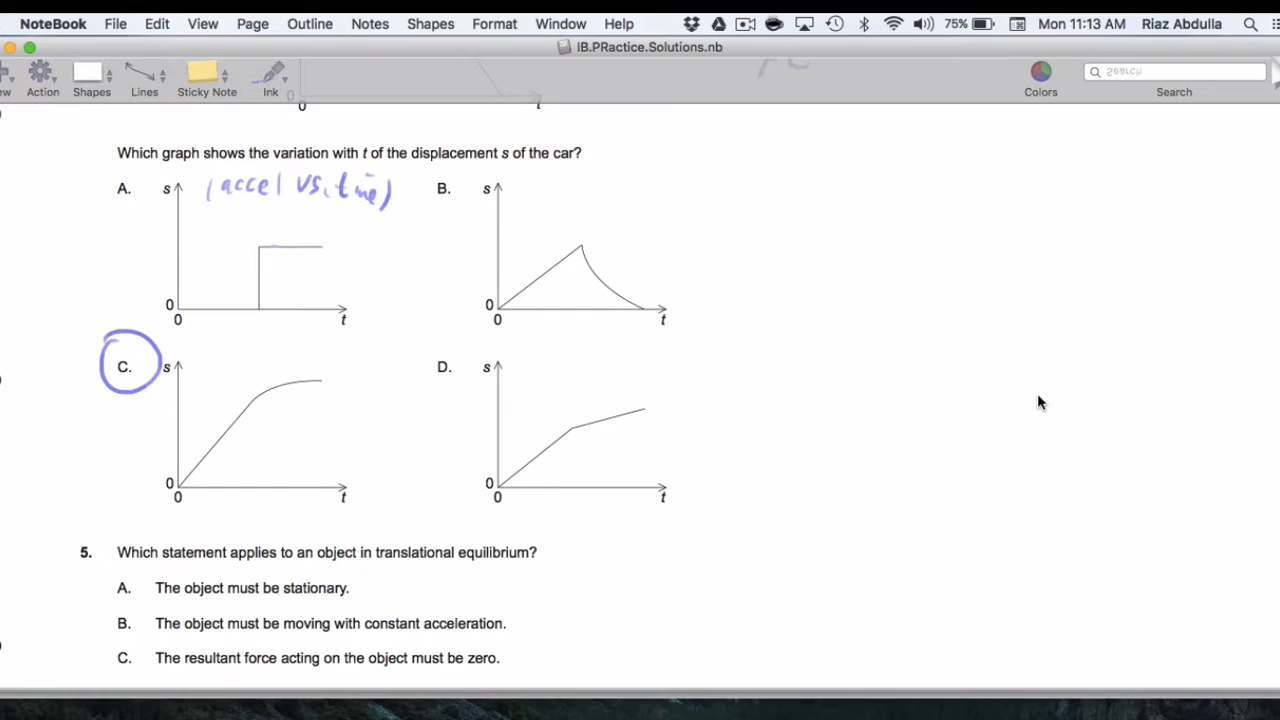 NoteBook File Edit View Page Outline Notes Shapes Format Window Help 75% Mon 11:13 AM Riaz Abdulla
IB.PRactice.Solutions.nb
Action Shapes Lines Sticky Note Ink Colors Search
0
t
Which graph shows the variation with t of the displacement s of the car?
A. s (accel vs. time) B. s
0 0
0 t 0 t
C. s D. s
0 0
0 t 0 t
5. Which statement applies to an object in translational equilibrium?
A. The object must be stationary.
B. The object must be moving with constant acceleration.
C. The resultant force acting on the object must be zero.